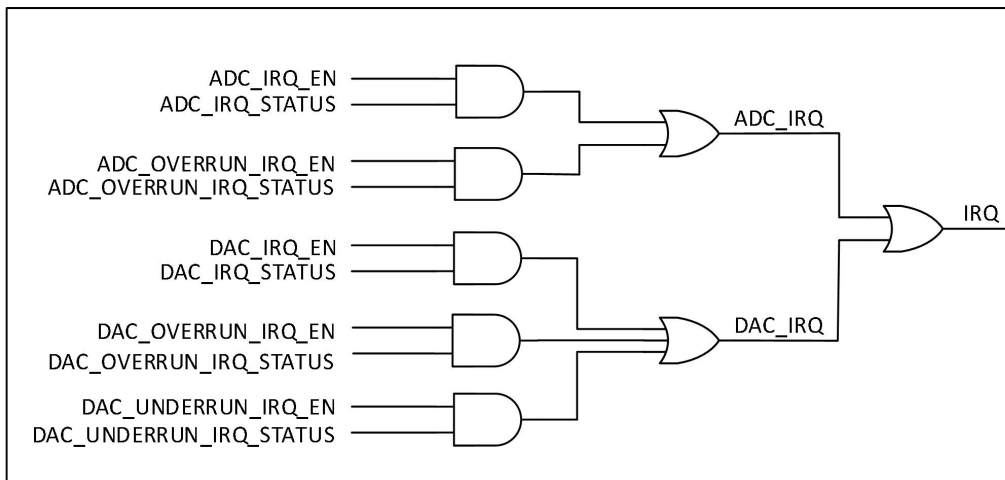 ADC_IRQ_EN
ADC_IRQ_STATUS
ADC_IRQ
ADC_OVERRUN_IRQ_EN
ADC_OVERRUN_IRQ_STATUS
IRQ
DAC_IRQ_EN
DAC_IRQ_STATUS
DAC_OVERRUN_IRQ_EN
DAC_IRQ
DAC_OVERRUN_IRQ_STATUS
DAC_UNDERRUN_IRQ_EN
DAC_UNDERRUN_IRQ_STATUS